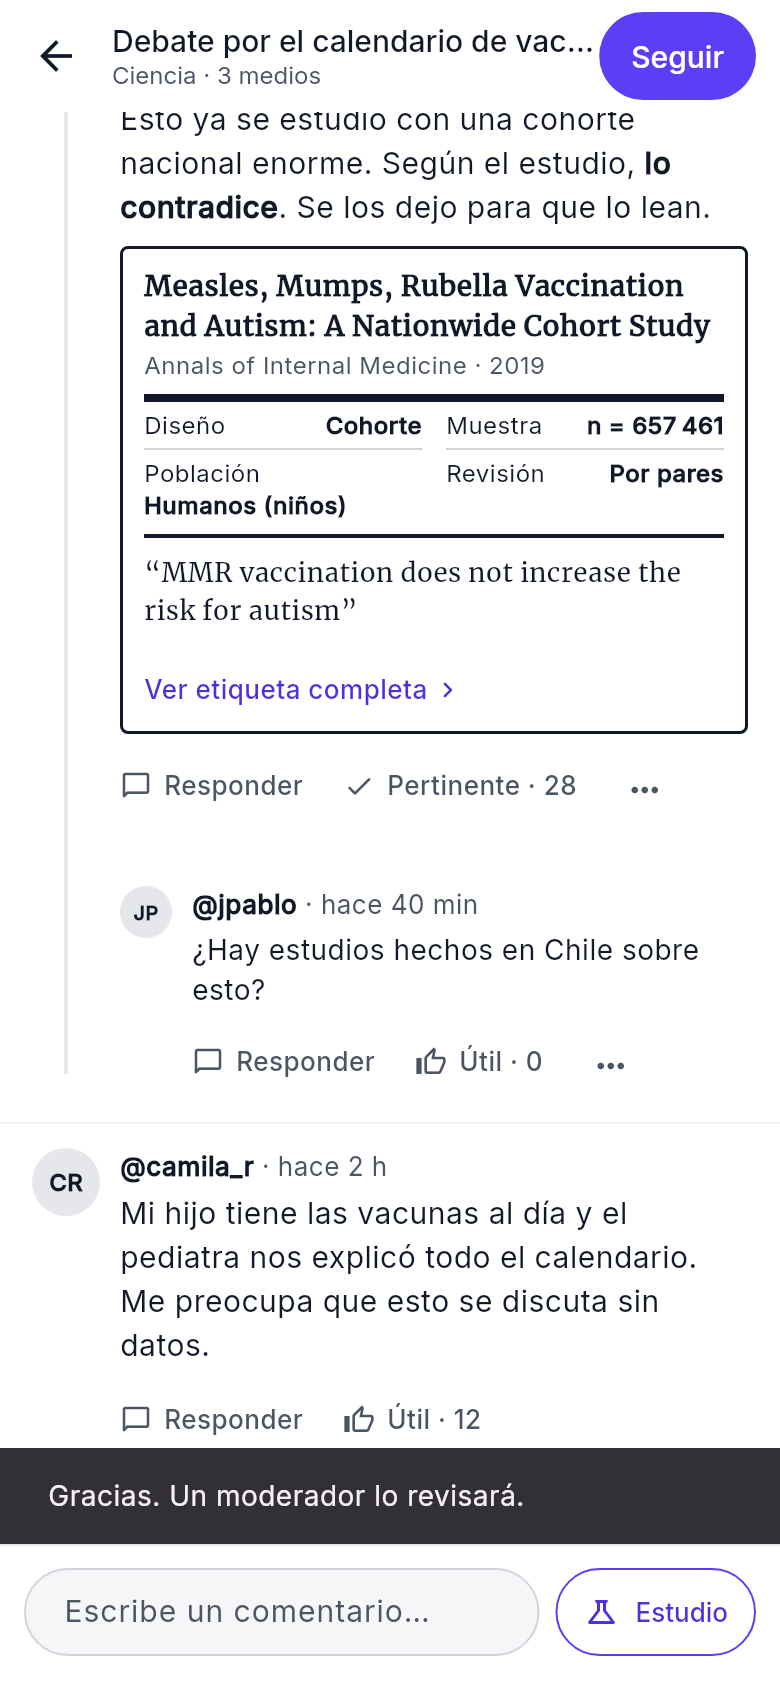 Debate por el calendario de vac...
Ciencia · 3 medios
Seguir
Esto ya se estudió con una cohorte
nacional enorme. Según el estudio, lo
contradice. Se los dejo para que lo lean.
Measles, Mumps, Rubella Vaccination
and Autism: A Nationwide Cohort Study
Annals of Internal Medicine · 2019
Diseño Cohorte
Muestra n = 657 461
Población
Humanos (niños)
Revisión Por pares
“MMR vaccination does not increase the
risk for autism”
Ver etiqueta completa
Responder Pertinente · 28
JP
@jpablo · hace 40 min
¿Hay estudios hechos en Chile sobre
esto?
Responder Útil · 0
CR
@camila_r · hace 2 h
Mi hijo tiene las vacunas al día y el
pediatra nos explicó todo el calendario.
Me preocupa que esto se discuta sin
datos.
Responder Útil · 12
Gracias. Un moderador lo revisará.
Escribe un comentario...
Estudio